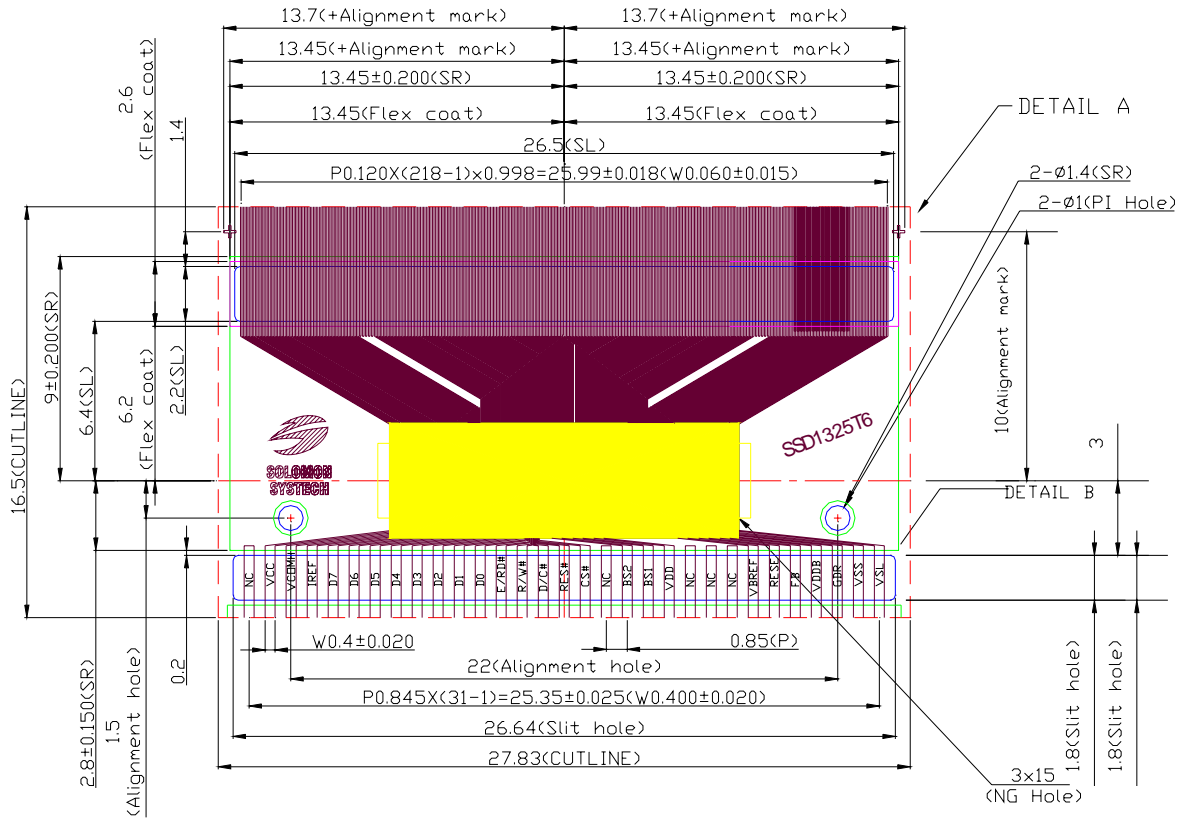 13.7(+Alignment mark)
13.7(+Alignment mark)
13.45(+Alignment mark)
13.45(+Alignment mark)
13.45±0.200(SR)
13.45±0.200(SR)
13.45(Flex coat)
13.45(Flex coat)
26.5(SL)
P0.120X(218-1)x0.998=25.99±0.018(W0.060±0.015)
2.6
(Flex coat)
1.4
DETAIL A
2-ø1.4(SR)
2-ø1(PI Hole)
16.5(CUTLINE)
9±0.200(SR)
6.4(SL)
6.2
(Flex coat)
2.2(SL)
10(Alignment mark)
3
SOLOMON
SYSTECH
SSD1325T6
DETAIL B
NC
VCC
VCOMH
IREF
D7
D6
D5
D4
D3
D2
D1
D0
E/RD#
R/W#
D/C#
RES#
CS#
NC
BS2
BS1
VDD
NC
NC
NC
VBREF
RESE
FB
VDDB
GDR
VSS
VSL
W0.4±0.020
0.85(P)
22(Alignment hole)
P0.845X(31-1)=25.35±0.025(W0.400±0.020)
26.64(Slit hole)
27.83(CUTLINE)
2.8±0.150(SR)
1.5
(Alignment hole)
0.2
1.8(Slit hole)
1.8(Slit hole)
3x15
(NG Hole)